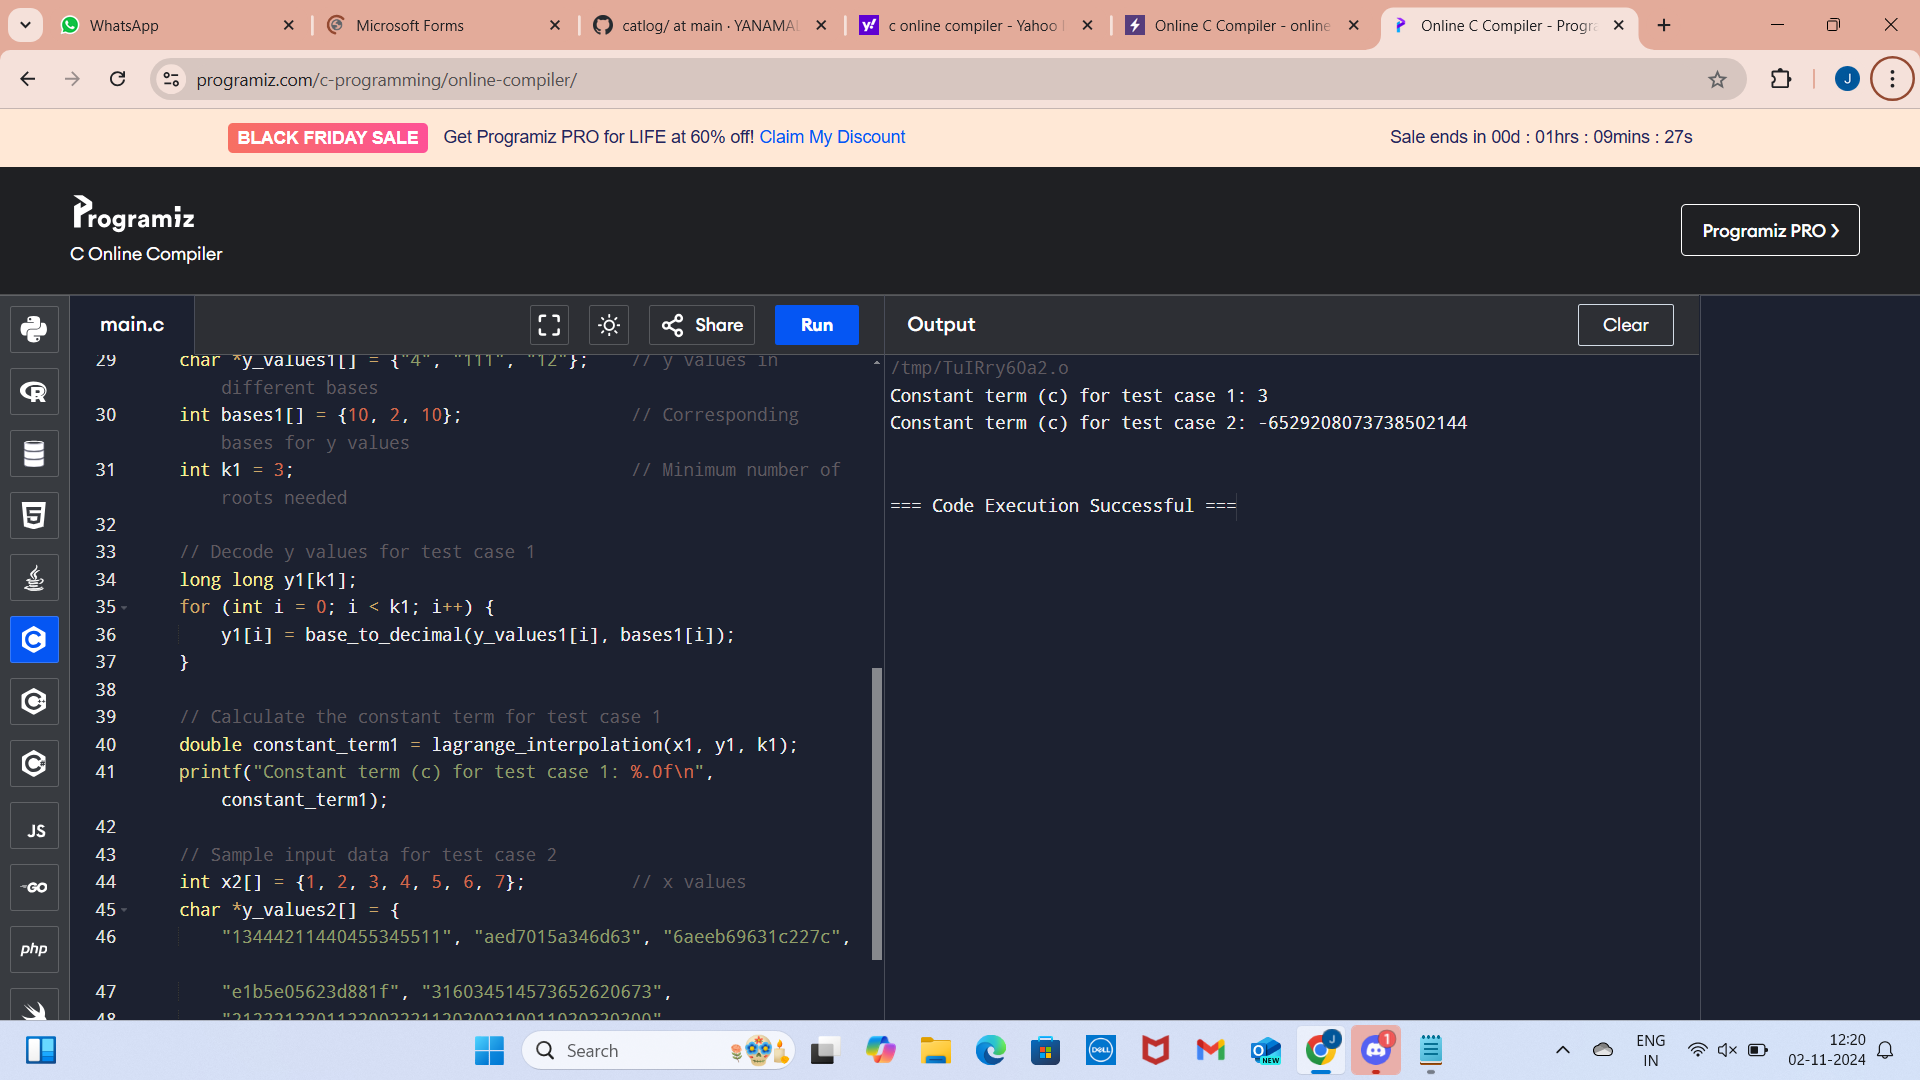 WhatsApp
Microsoft Forms
catlog/ at main · YANAMAL
c online compiler - Yahoo
Online C Compiler - online
Online C Compiler - Progra
programiz.com/c-programming/online-compiler/
J
BLACK FRIDAY SALE Get Programiz PRO for LIFE at 60% off! Claim My Discount
Sale ends in 00d : 01hrs : 09mins : 27s
Programiz
C Online Compiler
Programiz PRO
main.c
Share
Run
Output
Clear
29 char *y_values1[] = {"4", "111", "12"}; // y values in
different bases
30 int bases1[] = {10, 2, 10}; // Corresponding
bases for y values
31 int k1 = 3; // Minimum number of
roots needed
32
33 // Decode y values for test case 1
34 long long y1[k1];
35 for (int i = 0; i < k1; i++) {
36 y1[i] = base_to_decimal(y_values1[i], bases1[i]);
37 }
38
39 // Calculate the constant term for test case 1
40 double constant_term1 = lagrange_interpolation(x1, y1, k1);
41 printf("Constant term (c) for test case 1: %.0f\n",
constant_term1);
42
43 // Sample input data for test case 2
44 int x2[] = {1, 2, 3, 4, 5, 6, 7}; // x values
45 char *y_values2[] = {
46 "13444211440455345511", "aed7015a346d63", "6aeeb69631c227c",
47 "e1b5e05623d881f", "316034514573652620673",
48
/tmp/TuIRry60a2.o
Constant term (c) for test case 1: 3
Constant term (c) for test case 2: -6529208073738502144
=== Code Execution Successful ===
JS
GO
php
Search
DELL
NEW
J
1
ENG
IN
12:20
02-11-2024